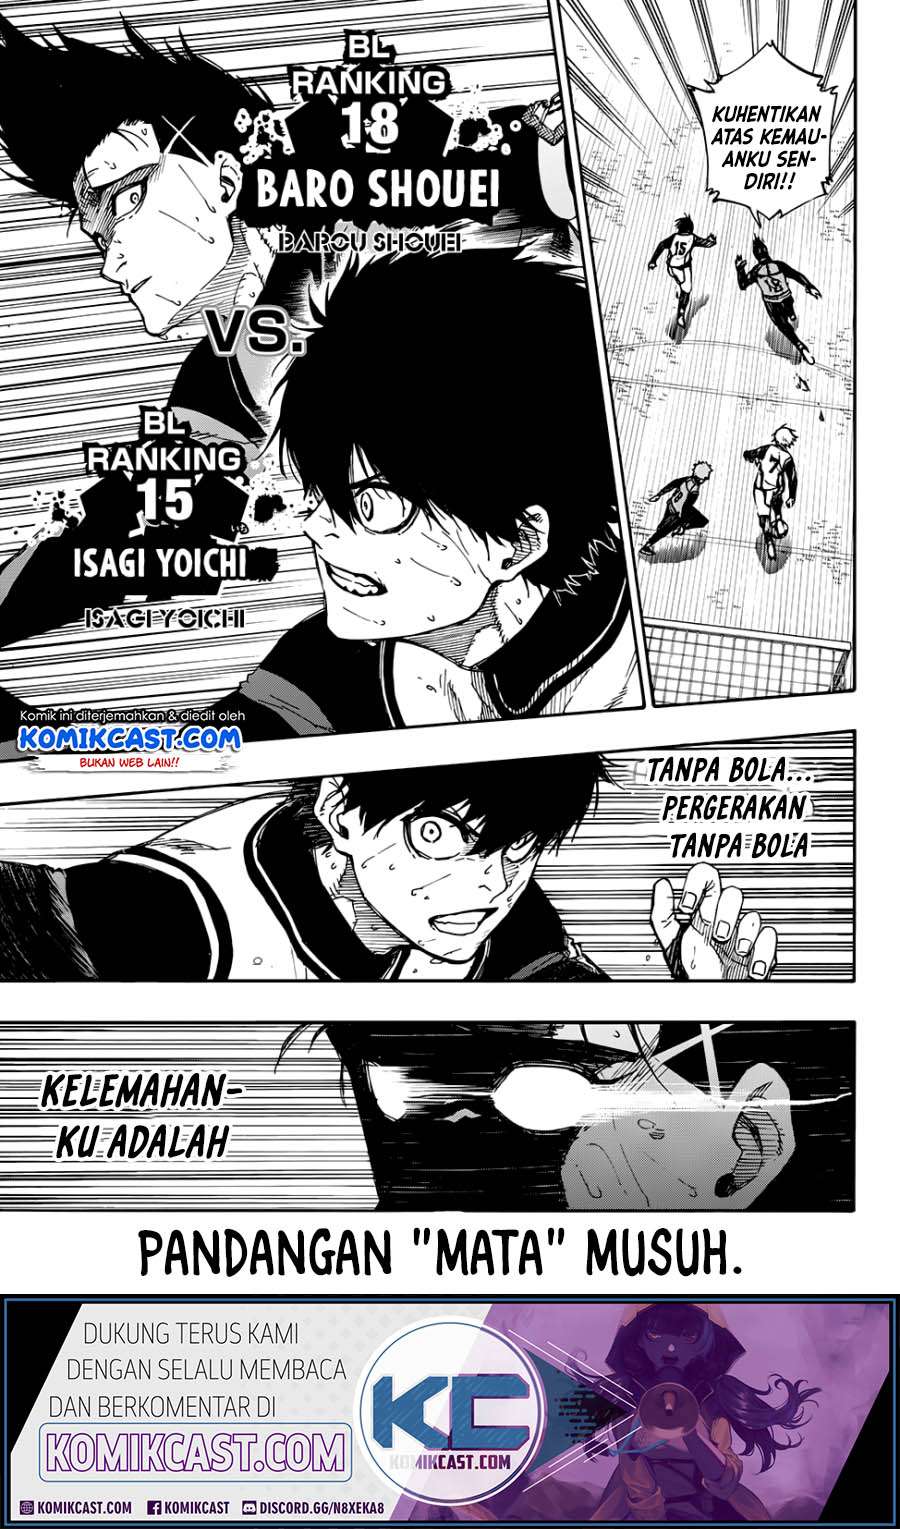 KUHENTIKAN
ATAS KEMAU-
ANKU SEN-
DIRI!!
15
18
7
BL
RANKING
18
BARO SHOUEI
BAROU SHOUEI
VS.
BL
RANKING
15
ISAGI YOICHI
ISAGI YOICHI
Komik ini diterjemahkan & diedit oleh
KOMIKCAST.COM
BUKAN WEB LAIN!!
TANPA BOLA...
PERGERAKAN
TANPA BOLA
KELEMAHAN-
KU ADALAH
PANDANGAN "MATA" MUSUH.
DUKUNG TERUS KAMI
DENGAN SELALU MEMBACA
DAN BERKOMENTAR DI
KOMIKCAST.COM
KC
KOMIKCAST.COM
KOMIKCAST.COM
KOMIKCAST
DISCORD.GG/N8XEKA8